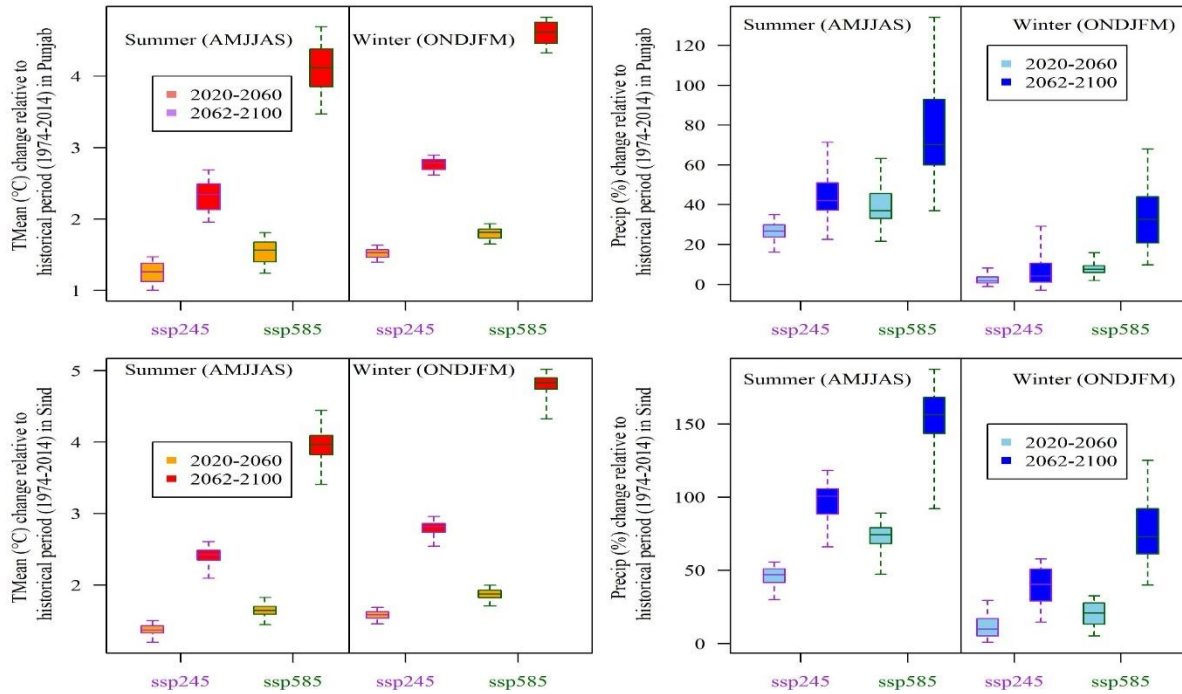 TMean (°C) change relative to
historical period (1974-2014) in Punjab
4
3
2
1
Summer (AMJJAS)
Winter (ONDJFM)
2020-2060
2062-2100
ssp245
ssp585
ssp245
ssp585
Precip (%) change relative to
historical period (1974-2014) in Punjab
120
100
80
60
40
20
0
Summer (AMJJAS)
Winter (ONDJFM)
2020-2060
2062-2100
ssp245
ssp585
ssp245
ssp585
TMean (°C) change relative to
historical period (1974-2014) in Sind
5
4
3
2
Summer (AMJJAS)
Winter (ONDJFM)
2020-2060
2062-2100
ssp245
ssp585
ssp245
ssp585
Precip (%) change relative to
historical period (1974-2014) in Sind
150
100
50
0
Summer (AMJJAS)
Winter (ONDJFM)
2020-2060
2062-2100
ssp245
ssp585
ssp245
ssp585